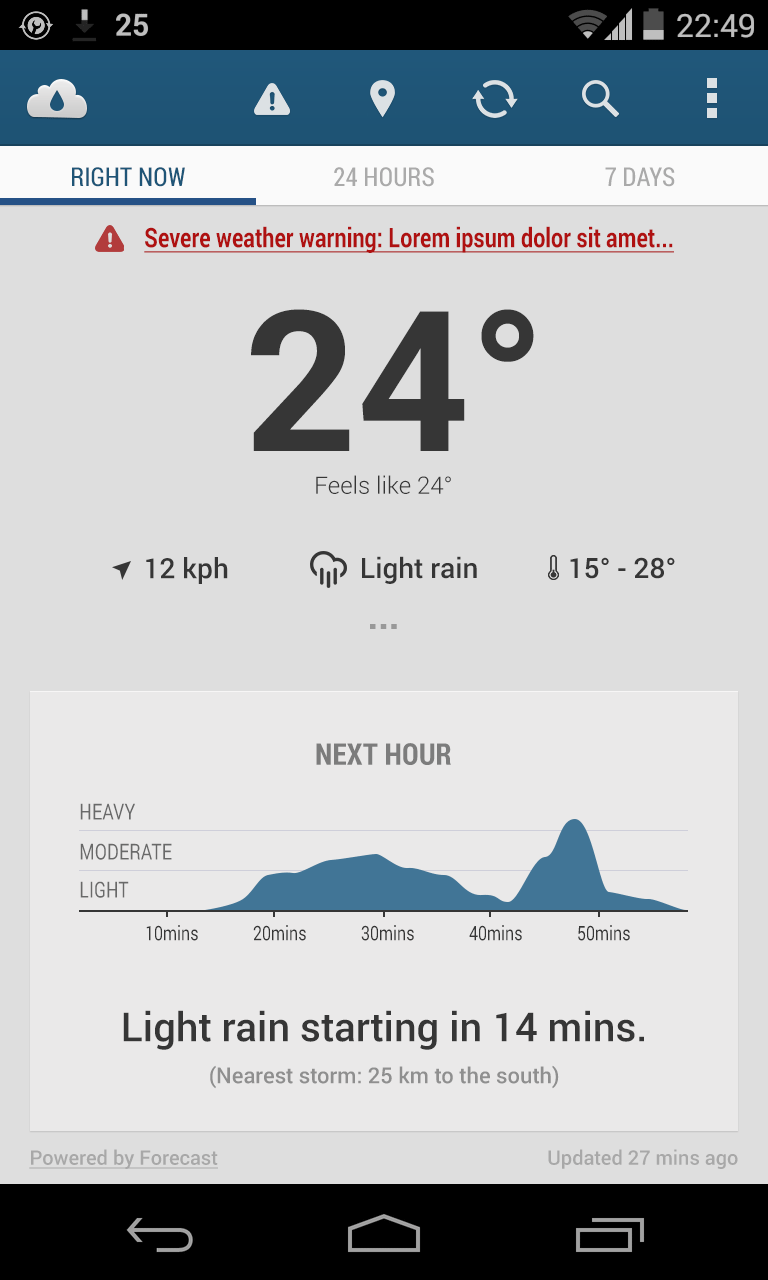 25 22:49
RIGHT NOW 24 HOURS 7 DAYS
Severe weather warning: Lorem ipsum dolor sit amet...
24°
Feels like 24°
12 kph Light rain 15° - 28°
NEXT HOUR
HEAVY
MODERATE
LIGHT
10mins 20mins 30mins 40mins 50mins
Light rain starting in 14 mins.
(Nearest storm: 25 km to the south)
Powered by Forecast Updated 27 mins ago